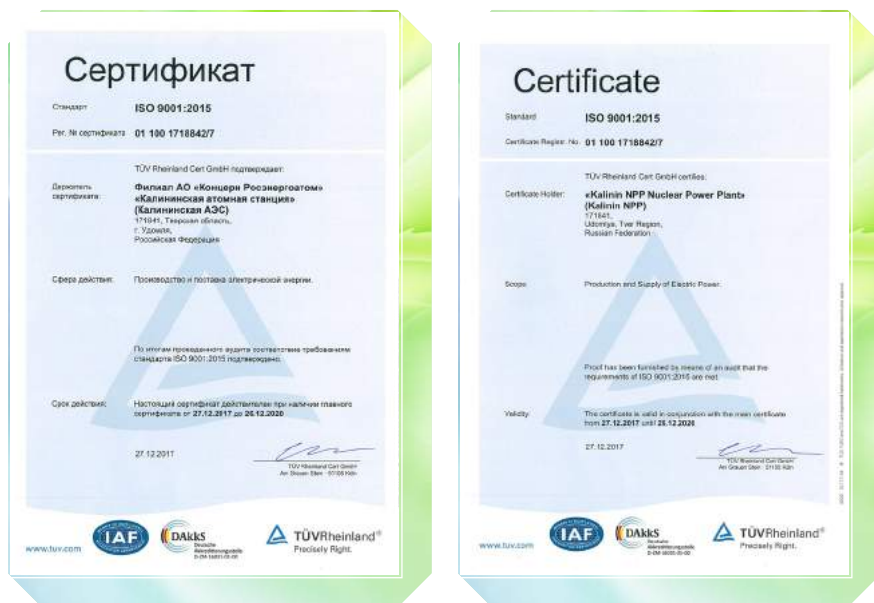 Сертификат
Стандарт ISO 9001:2015
Рег. № сертификата 01 100 1718842/7
TÜV Rheinland Cert GmbH подтверждает:
Держатель сертификата:
Филиал АО «Концерн Росэнергоатом»
«Калининская атомная станция»
(Калининская АЭС)
171841, Тверская область,
г. Удомля,
Российская Федерация
Сфера действия: Производство и поставка электрической энергии.
По итогам проведенного аудита соответствие требованиям
стандарта ISO 9001:2015 подтверждено.
Срок действия: Настоящий сертификат действителен при наличии главного
сертификата от 27.12.2017 до 26.12.2020
27.12.2017
TÜV Rheinland Cert GmbH
Am Grauen Stein · 51105 Köln
www.tuv.com
IAF
DAkkS
Deutsche
Akkreditierungsstelle
TÜVRheinland®
Precisely Right.
Certificate
Standard ISO 9001:2015
Certificate Registr. No. 01 100 1718842/7
TÜV Rheinland Cert GmbH certifies:
Certificate Holder: «Kalinin NPP Nuclear Power Plant»
(Kalinin NPP)
171841,
Udomlya, Tver Region,
Russian Federation
Scope Production and Supply of Electric Power.
Proof has been furnished by means of an audit that the
requirements of ISO 9001:2015 are met.
Validity The certificate is valid in conjunction with the main certificate
from 27.12.2017 until 26.12.2020
27.12.2017
TÜV Rheinland Cert GmbH
Am Grauen Stein · 51105 Köln
www.tuv.com
IAF
DAkkS
Deutsche
Akkreditierungsstelle
TÜVRheinland®
Precisely Right.